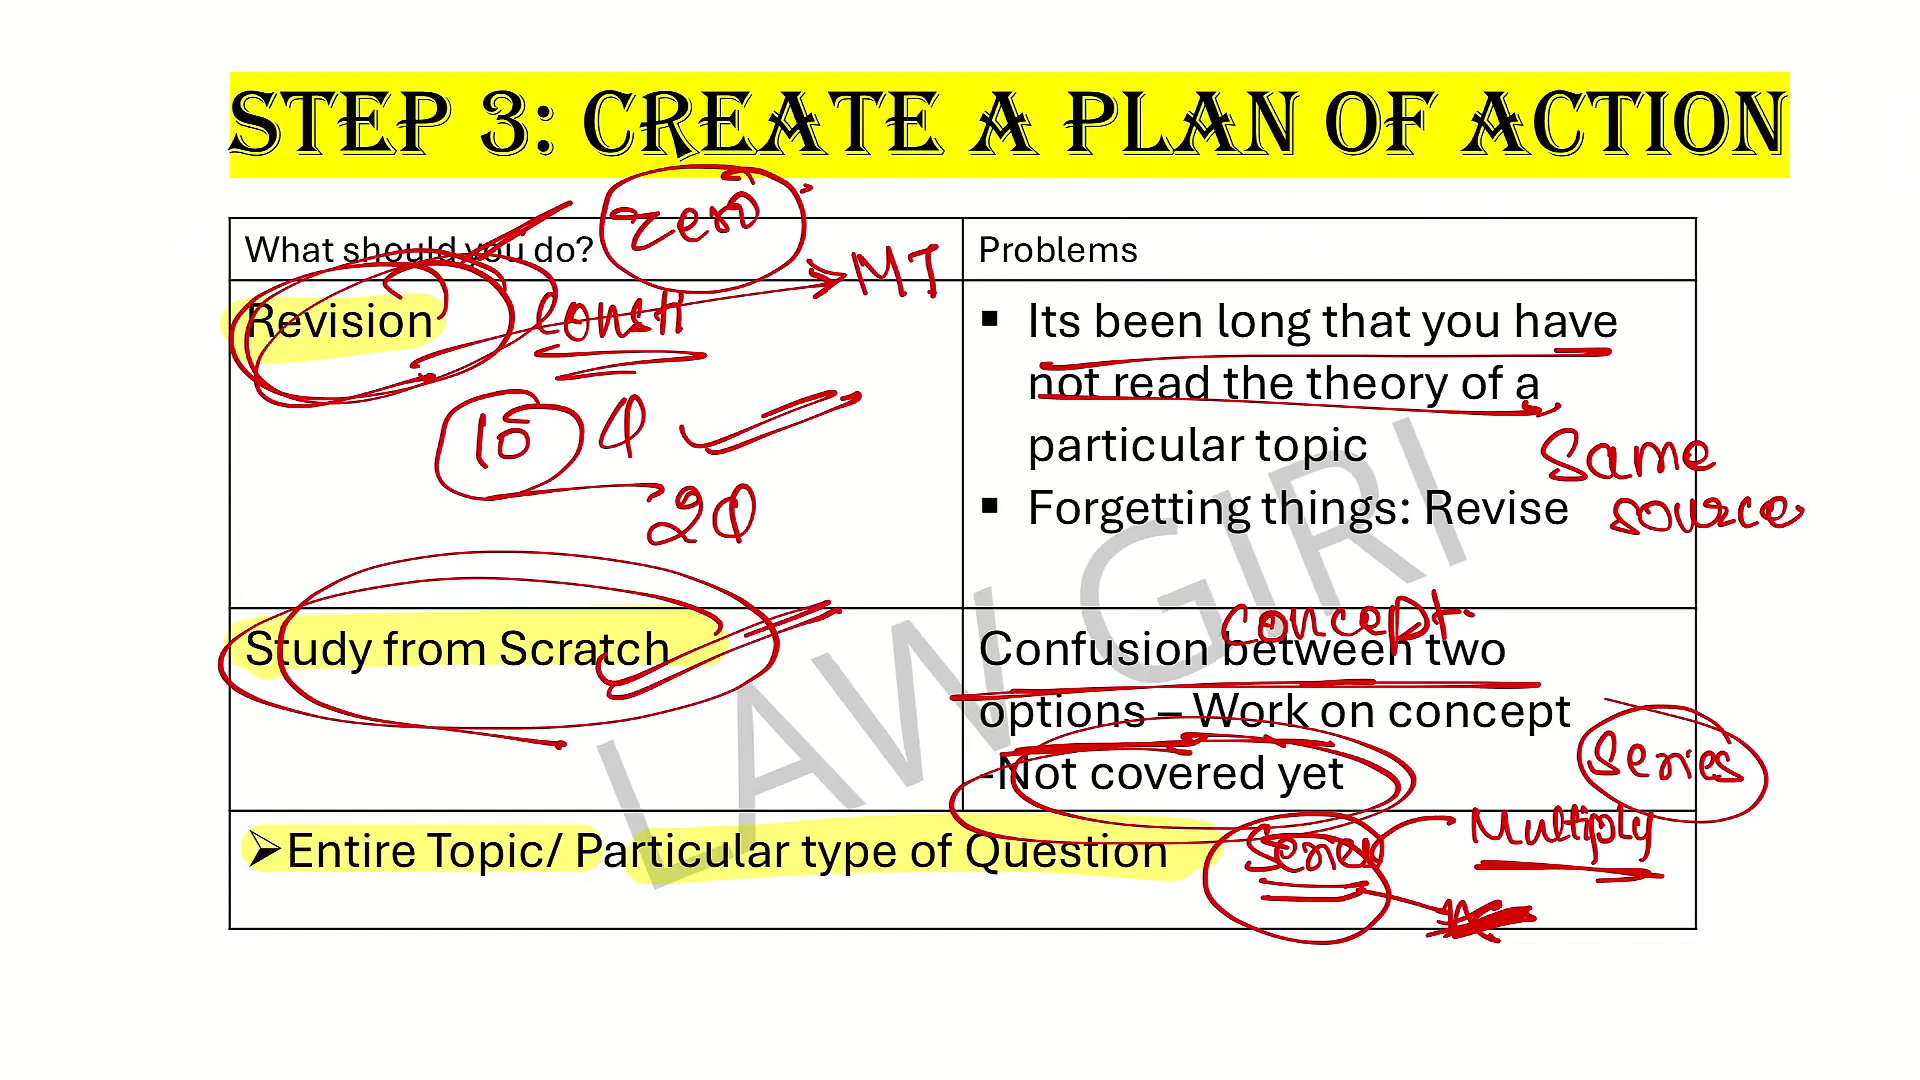 STEP 3: CREATE A PLAN OF ACTION
zero
What should you do?
Problems
MT
Revision
Consti
▪ Its been long that you have
not read the theory of a
particular topic
10 Q
Same
▪ Forgetting things: Revise
source
2Q
concept
Study from Scratch
Confusion between two
options – Work on concept
Series
-Not covered yet
Multiply
➢Entire Topic/ Particular type of Question
Series
LAW GIRI